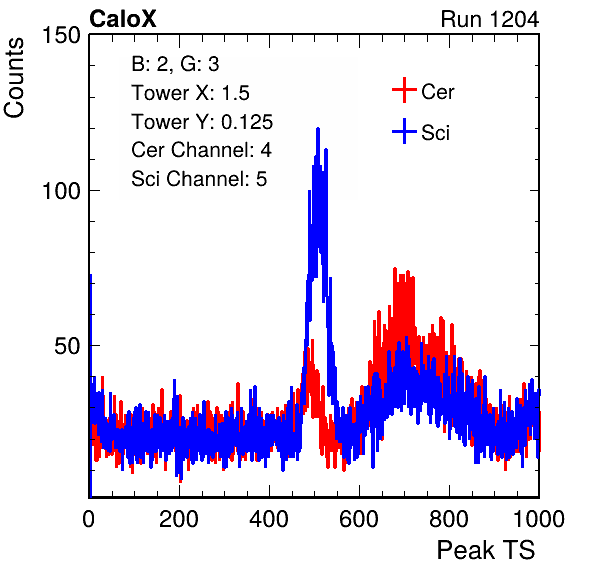 CaloX Run 1204
150
100
50
Counts
B: 2, G: 3
Tower X: 1.5
Tower Y: 0.125
Cer Channel: 4
Sci Channel: 5
Cer
Sci
0 200 400 600 800 1000
Peak TS